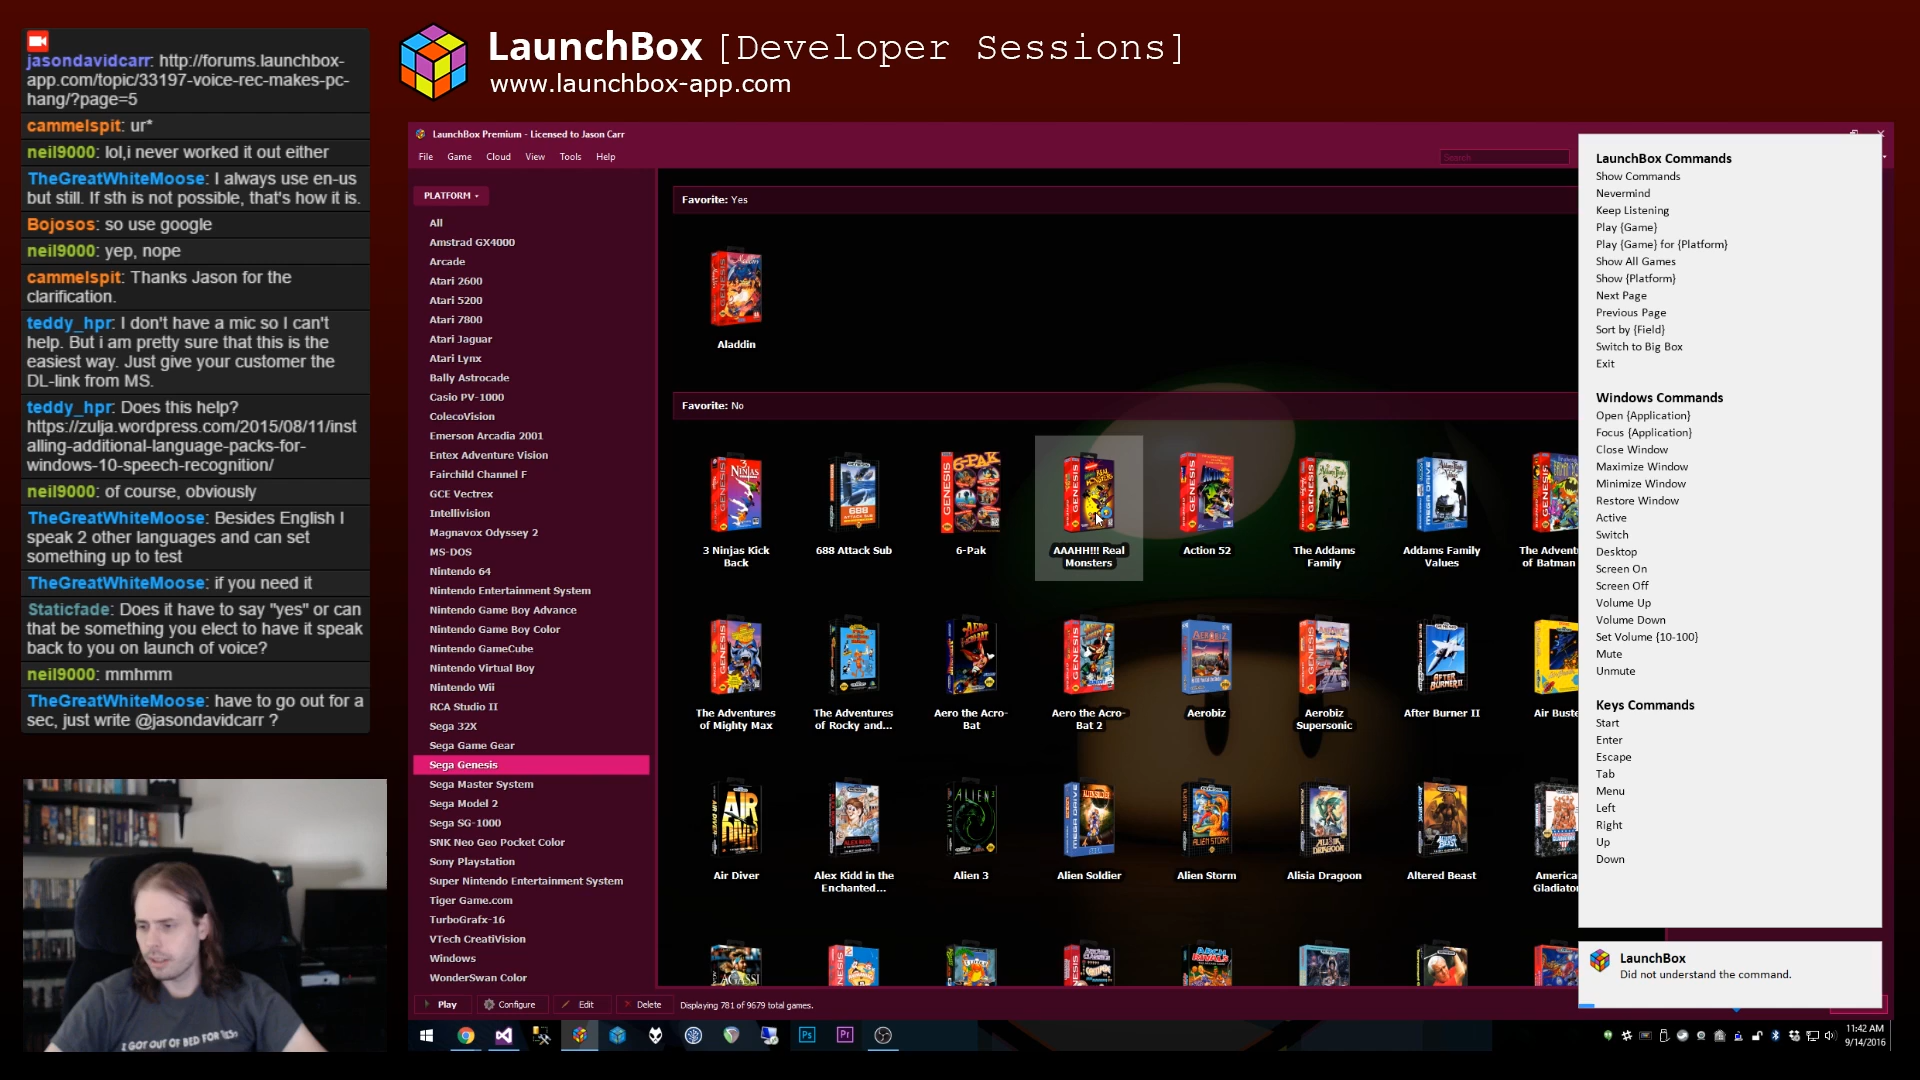 LaunchBox [Developer Sessions]
www.launchbox-app.com
jasondavidcarr: http://forums.launchbox-
app.com/topic/33197-voice-rec-makes-pc-
hang/?page=5
cammelspit: ur*
neil9000: lol,i never worked it out either
TheGreatWhiteMoose: I always use en-us
but still. If sth is not possible, that's how it is.
Bojosos: so use google
neil9000: yep, nope
cammelspit: Thanks Jason for the
clarification.
teddy_hpr: I don't have a mic so I can't
help. But i am pretty sure that this is the
easiest way. Just give your customer the
DL-link from MS.
teddy_hpr: Does this help?
https://zulja.wordpress.com/2015/08/11/inst
alling-additional-language-packs-for-
windows-10-speech-recognition/
neil9000: of course, obviously
TheGreatWhiteMoose: Besides English I
speak 2 other languages and can set
something up to test
TheGreatWhiteMoose: if you need it
Staticfade: Does it have to say "yes" or can
that be something you elect to have it speak
back to you on launch of voice?
neil9000: mmhmm
TheGreatWhiteMoose: have to go out for a
sec, just write @jasondavidcarr ?
I GOT OUT OF BED FOR
LaunchBox Premium - Licensed to Jason Carr
File Game Cloud View Tools Help
Search
PLATFORM
All
Amstrad GX4000
Arcade
Atari 2600
Atari 5200
Atari 7800
Atari Jaguar
Atari Lynx
Bally Astrocade
Casio PV-1000
ColecoVision
Emerson Arcadia 2001
Entex Adventure Vision
Fairchild Channel F
GCE Vectrex
Intellivision
Magnavox Odyssey 2
MS-DOS
Nintendo 64
Nintendo Entertainment System
Nintendo Game Boy Advance
Nintendo Game Boy Color
Nintendo GameCube
Nintendo Virtual Boy
Nintendo Wii
RCA Studio II
Sega 32X
Sega Game Gear
Sega Genesis
Sega Master System
Sega Model 2
Sega SG-1000
SNK Neo Geo Pocket Color
Sony Playstation
Super Nintendo Entertainment System
Tiger Game.com
TurboGrafx-16
VTech CreatiVision
Windows
WonderSwan Color
Favorite: Yes
Aladdin
Favorite: No
3 Ninjas Kick
Back
688 Attack Sub
6-Pak
AAAHH!!! Real
Monsters
Action 52
The Addams
Family
Addams Family
Values
The Advent
of Batman
The Adventures
of Mighty Max
The Adventures
of Rocky and...
Aero the Acro-
Bat
Aero the Acro-
Bat 2
Aerobiz
Aerobiz
Supersonic
After Burner II
Air Buste
Air Diver
Alex Kidd in the
Enchanted...
Alien 3
Alien Soldier
Alien Storm
Alisia Dragoon
Altered Beast
America
Gladiato
Play Configure Edit Delete Displaying 781 of 9679 total games.
LaunchBox Commands
Show Commands
Nevermind
Keep Listening
Play {Game}
Play {Game} for {Platform}
Show All Games
Show {Platform}
Next Page
Previous Page
Sort by {Field}
Switch to Big Box
Exit
Windows Commands
Open {Application}
Focus {Application}
Close Window
Maximize Window
Minimize Window
Restore Window
Active
Switch
Desktop
Screen On
Screen Off
Volume Up
Volume Down
Set Volume {10-100}
Mute
Unmute
Keys Commands
Start
Enter
Escape
Tab
Menu
Left
Right
Up
Down
LaunchBox
Did not understand the command.
Ps
Pr
11:42 AM
9/14/2016